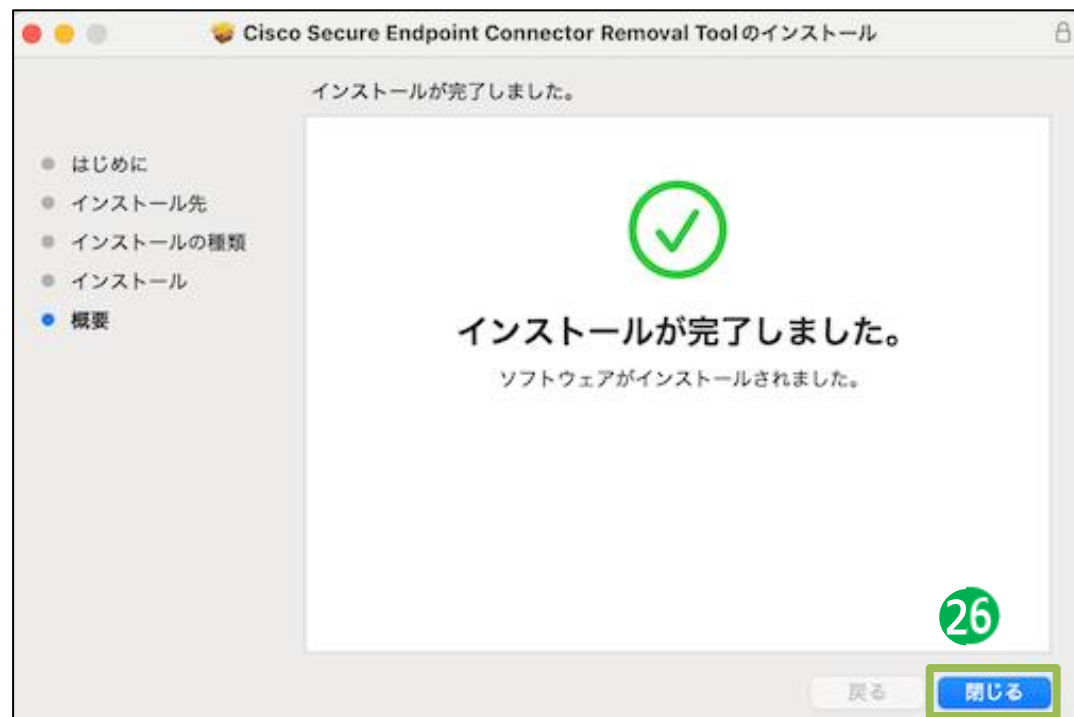 Cisco Secure Endpoint Connector Removal Toolのインストール
インストールが完了しました。
はじめに
インストール先
インストールの種類
インストール
概要
インストールが完了しました。
ソフトウェアがインストールされました。
26
戻る
閉じる